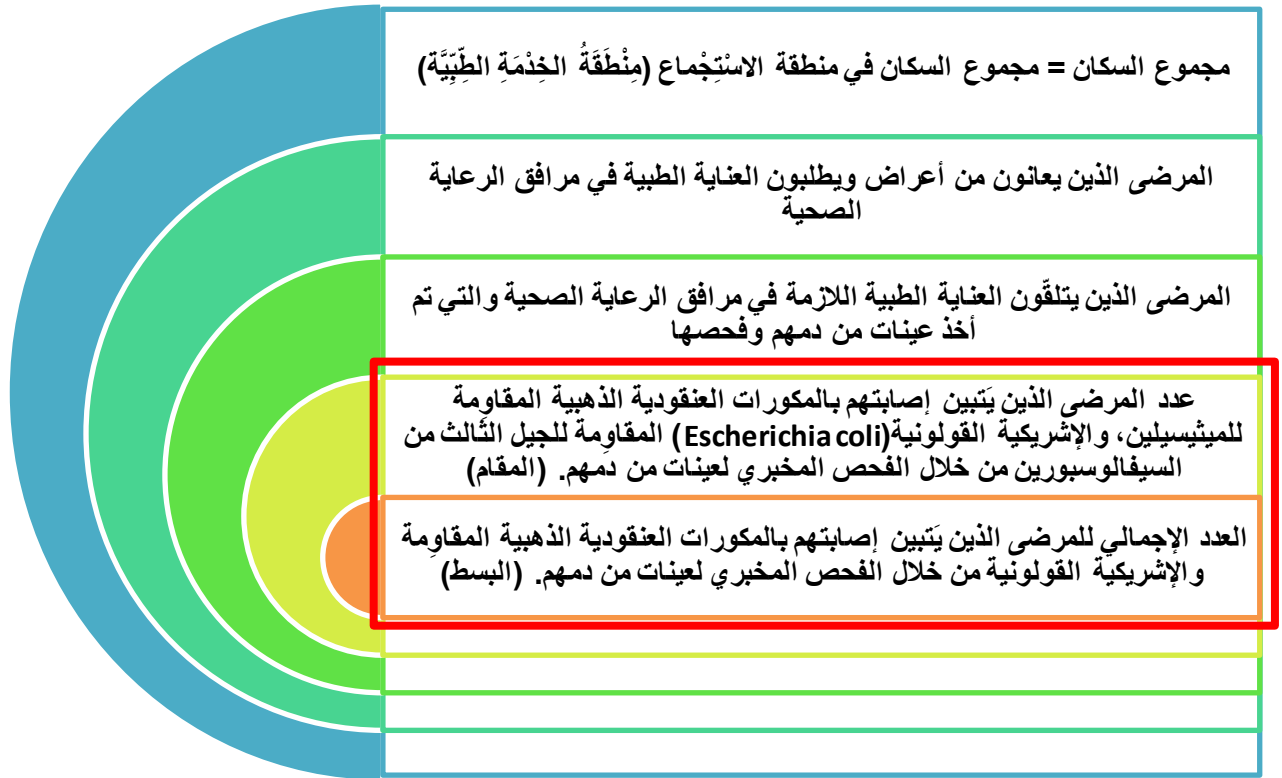 مجموع السكان = مجموع السكان في منطقة الاسْتِجْماع (مِنْطَقَةُ الخِدْمَةِ الطِّبِّيَّة)
المرضى الذين يعانون من أعراض ويطلبون العناية الطبية في مرافق الرعاية
الصحية
المرضى الذين يتلقّون العناية الطبية اللازمة في مرافق الرعاية الصحية والتي تم
أخذ عينات من دمهم وفحصها
عدد المرضى الذين يَتبين إصابتهم بالمكورات العنقودية الذهبية المقاوِمة
للميثيسيلين، والإشريكية القولونية(Escherichia coli) المقاوِمة للجيل الثالث من
السيفالوسبورين من خلال الفحص المخبري لعينات من دمهم. (المقام)
العدد الإجمالي للمرضى الذين يَتبين إصابتهم بالمكورات العنقودية الذهبية المقاوِمة
والإشريكية القولونية من خلال الفحص المخبري لعينات من دمهم. (البسط)